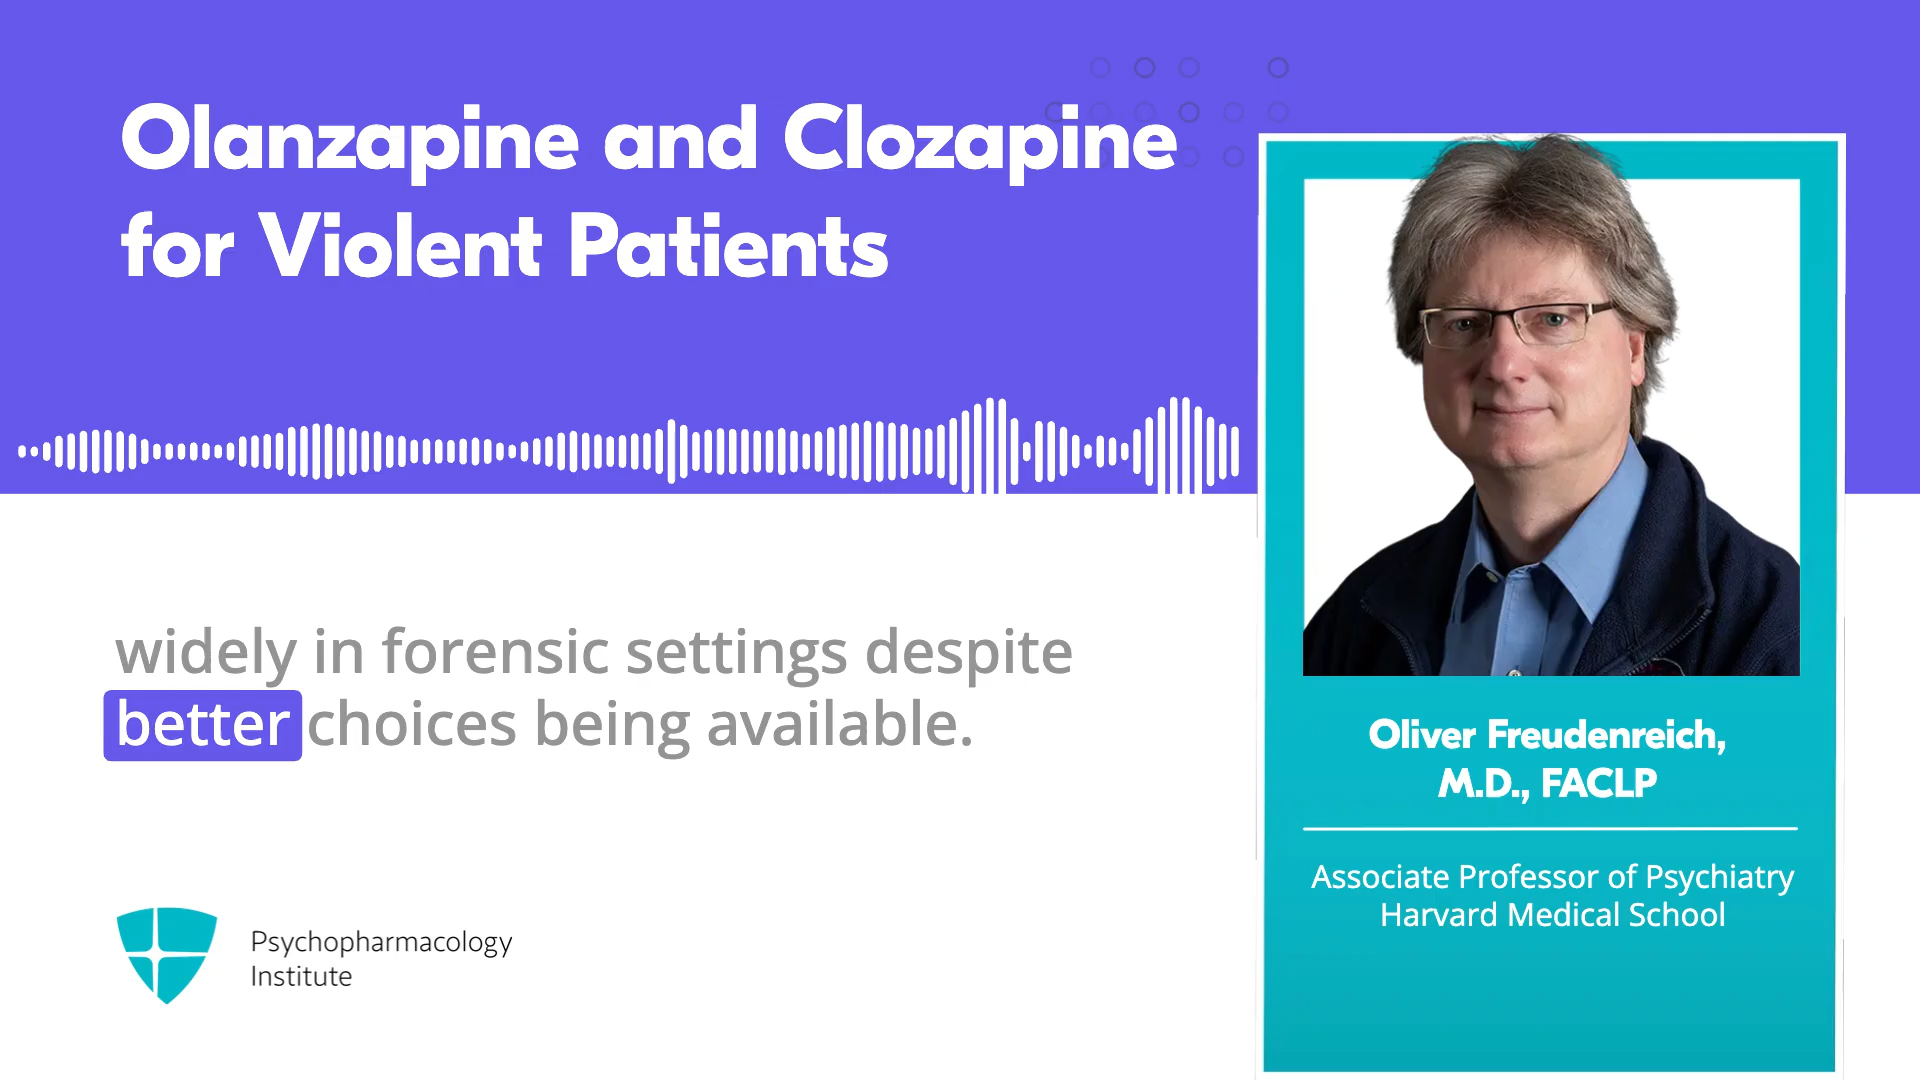 Olanzapine and Clozapine
for Violent Patients
widely in forensic settings despite
better choices being available.
Psychopharmacology
Institute
Oliver Freudenreich,
M.D., FACLP
Associate Professor of Psychiatry
Harvard Medical School